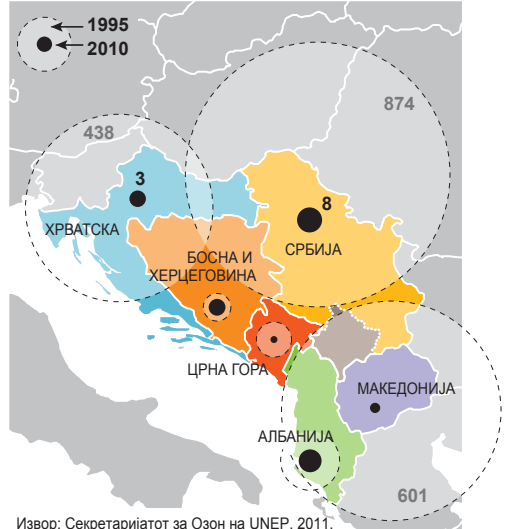 1995
2010
874
438
3
8
ХРВАТСКА
СРБИЈА
БОСНА И
ХЕРЦЕГОВИНА
ЦРНА ГОРА
МАКЕДОНИЈА
АЛБАНИЈА
601
Извор: Секретаријатот за Озон на UNEP, 2011.